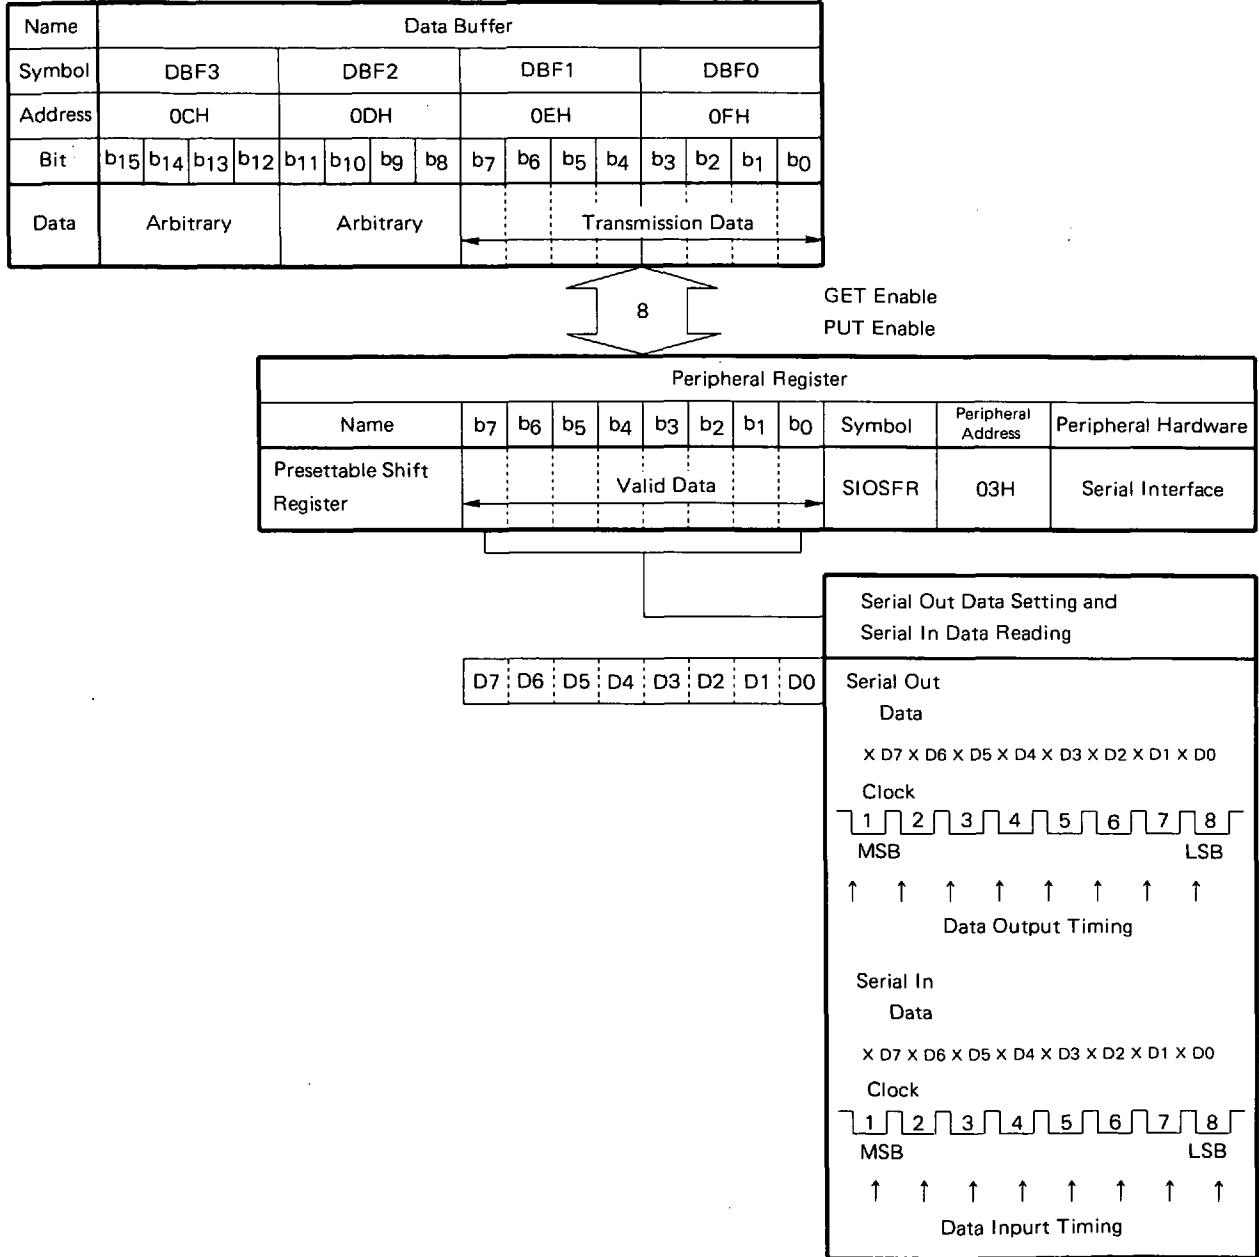 Name Data Buffer
Symbol DBF3 DBF2 DBF1 DBF0
Address 0CH 0DH 0EH 0FH
Bit b15 b14 b13 b12 b11 b10 b9 b8 b7 b6 b5 b4 b3 b2 b1 b0
Data Arbitrary Arbitrary Transmission Data
8
GET Enable
PUT Enable
Peripheral Register
Name b7 b6 b5 b4 b3 b2 b1 b0 Symbol Peripheral Address Peripheral Hardware
Presettable Shift
Register
Valid Data SIOSFR 03H Serial Interface
Serial Out Data Setting and
Serial In Data Reading
D7 D6 D5 D4 D3 D2 D1 D0
Serial Out
Data
X D7 X D6 X D5 X D4 X D3 X D2 X D1 X D0
Clock
1 2 3 4 5 6 7 8
MSB LSB
↑ ↑ ↑ ↑ ↑ ↑ ↑ ↑
Data Output Timing
Serial In
Data
X D7 X D6 X D5 X D4 X D3 X D2 X D1 X D0
Clock
1 2 3 4 5 6 7 8
MSB LSB
↑ ↑ ↑ ↑ ↑ ↑ ↑ ↑
Data Inpurt Timing